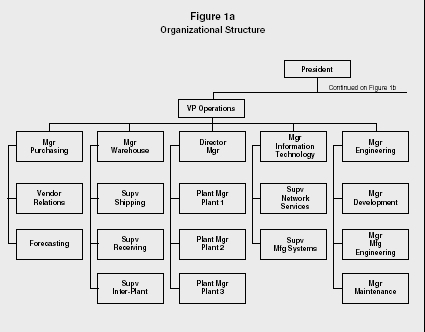 Figure 1a
Organizational Structure
President
Continued on Figure 1b
VP Operations
Mgr
Purchasing
Mgr
Warehouse
Director
Mgr
Mgr
Information
Technology
Mgr
Engineering
Vendor
Relations
Supv
Shipping
Plant Mgr
Plant 1
Supv
Network
Services
Mgr
Development
Forecasting
Supv
Receiving
Plant Mgr
Plant 2
Supv
Mfg Systems
Mgr
Mfg
Engineering
Supv
Inter-Plant
Plant Mgr
Plant 3
Mgr
Maintenance